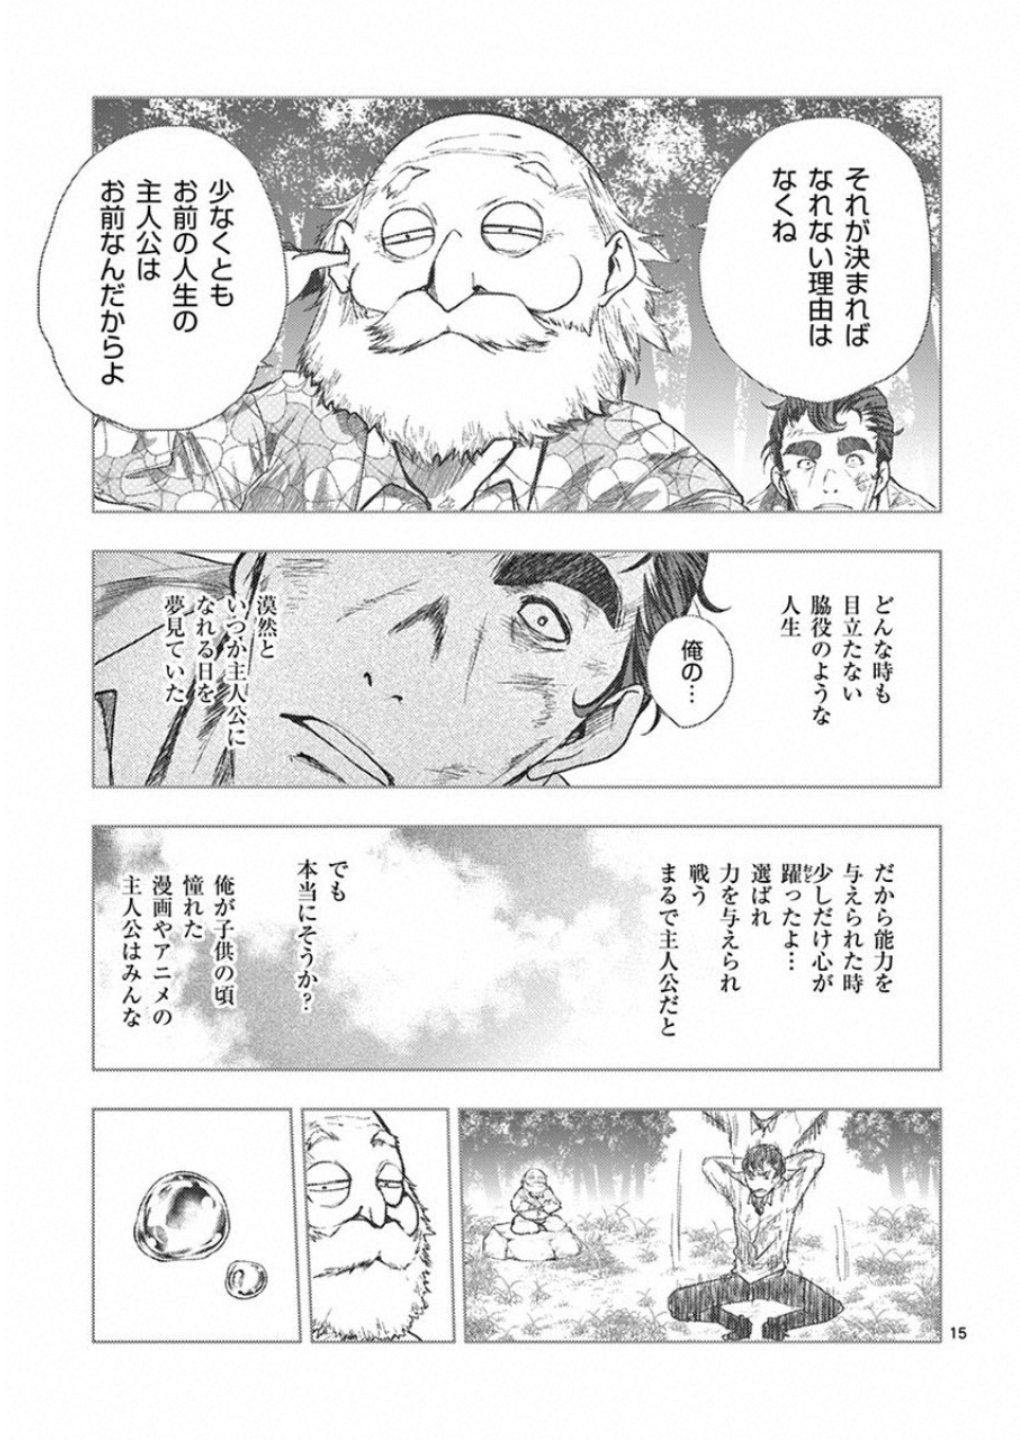 それが決まれば
なれない理由は
なくね
少なくとも
お前の人生の
主人公は
お前なんだからよ
どんな時も
目立たない
脇役のような
人生
俺の…
漠然と
いつか主人公に
なれる日を
夢見ていた
だから能力を
与えられた時
少しだけ心が
躍ったよ…
おど
選ばれ
力を与えられ
戦う
まるで主人公だと
でも
本当にそうか?
俺が子供の頃
憧れた
漫画やアニメの
主人公はみんな
15